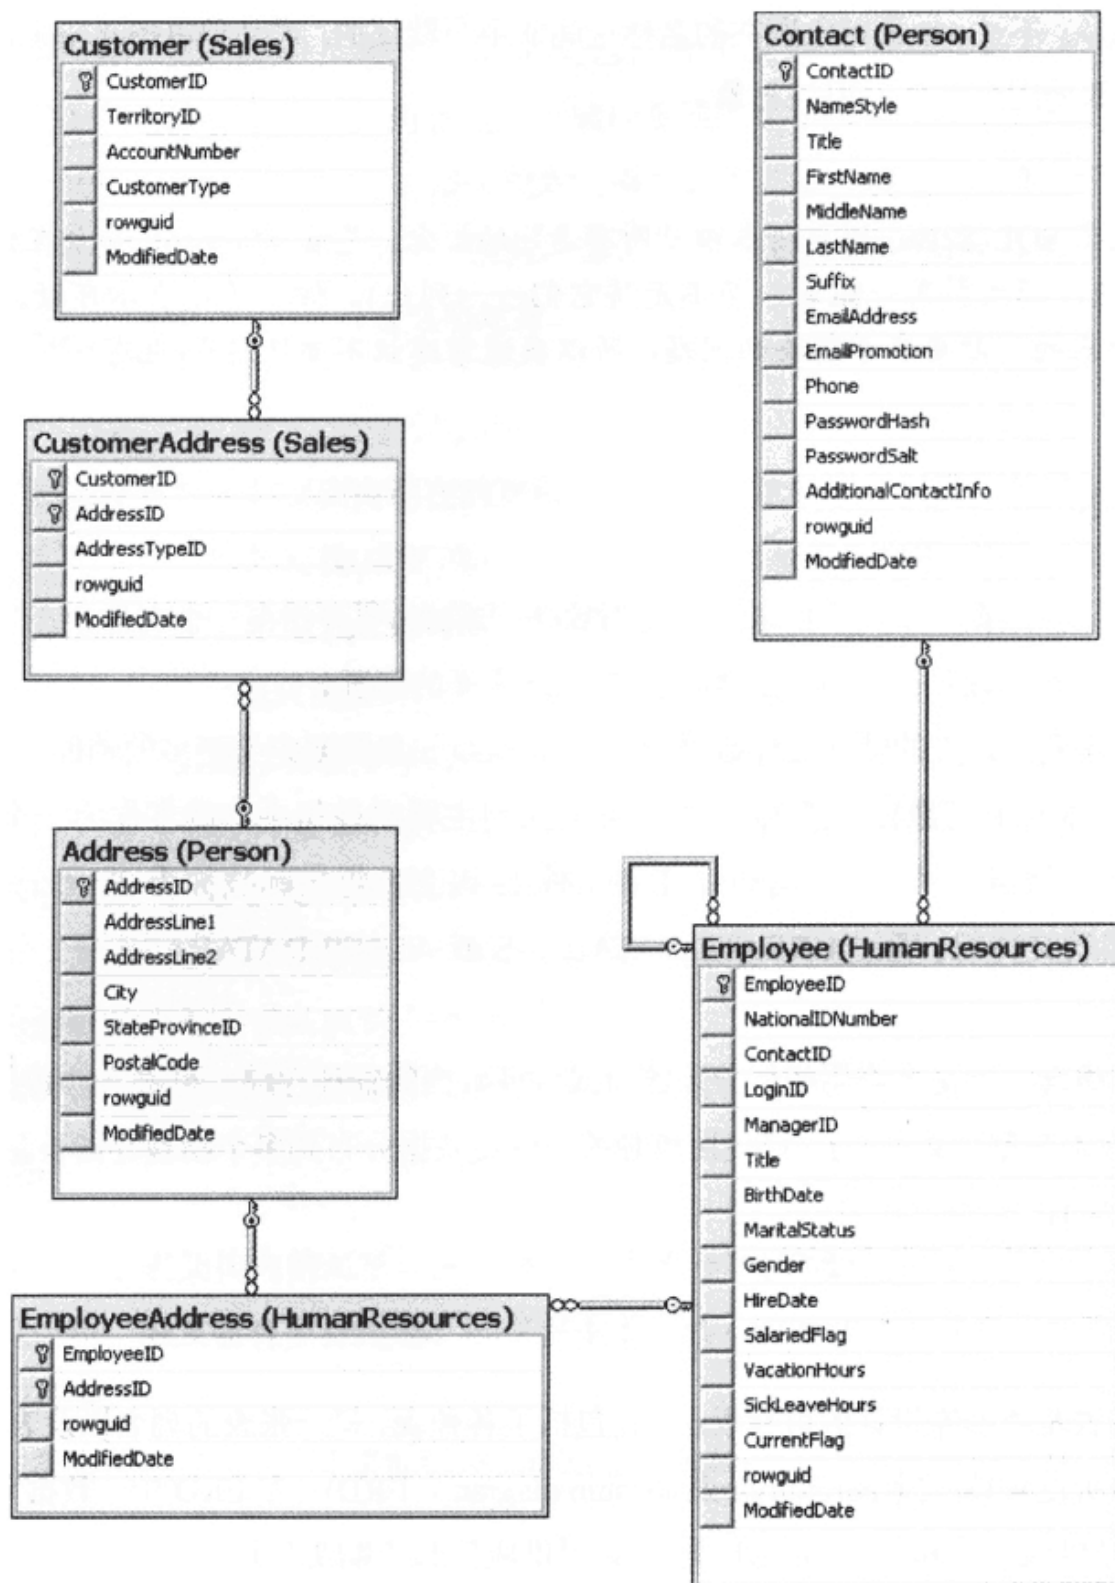 Customer (Sales)
CustomerID
TerritoryID
AccountNumber
CustomerType
rowguid
ModifiedDate
CustomerAddress (Sales)
CustomerID
AddressID
AddressTypeID
rowguid
ModifiedDate
Address (Person)
AddressID
AddressLine1
AddressLine2
City
StateProvinceID
PostalCode
rowguid
ModifiedDate
EmployeeAddress (HumanResources)
EmployeeID
AddressID
rowguid
ModifiedDate
Contact (Person)
ContactID
NameStyle
Title
FirstName
MiddleName
LastName
Suffix
EmailAddress
EmailPromotion
Phone
PasswordHash
PasswordSalt
AdditionalContactInfo
rowguid
ModifiedDate
Employee (HumanResources)
EmployeeID
NationalIDNumber
ContactID
LoginID
ManagerID
Title
BirthDate
MaritalStatus
Gender
HireDate
SalariedFlag
VacationHours
SickLeaveHours
CurrentFlag
rowguid
ModifiedDate